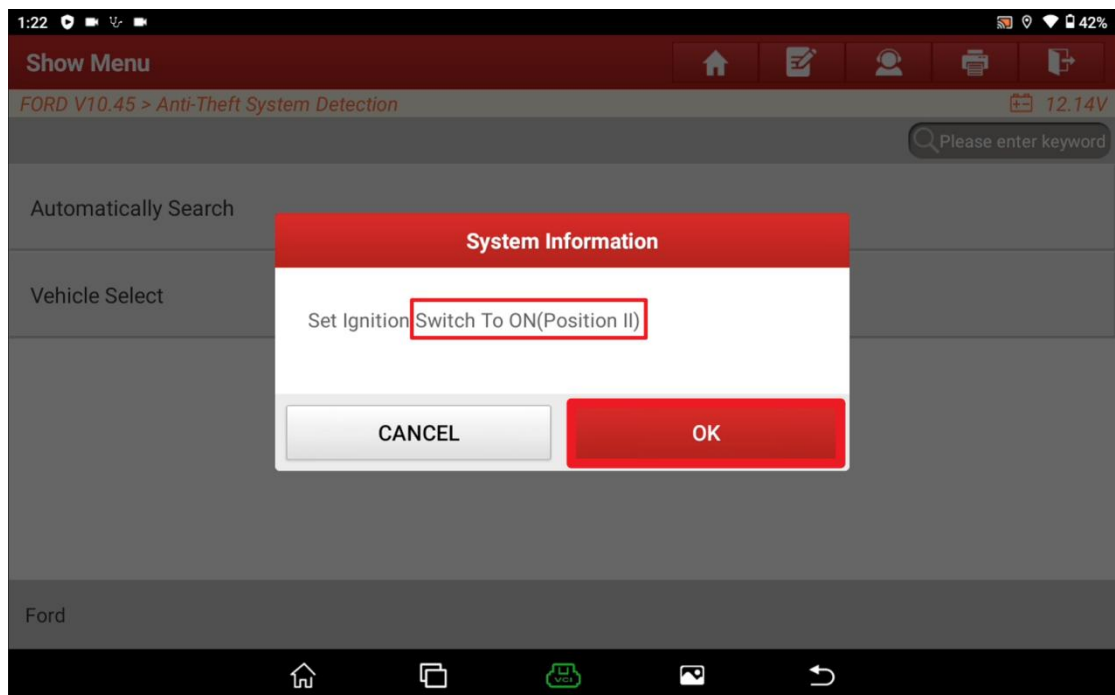 1:22
42%
Show Menu
FORD V10.45 > Anti-Theft System Detection
12.14V
Please enter keyword
Automatically Search
System Information
Vehicle Select
Set Ignition Switch To ON(Position II)
CANCEL
OK
Ford
VCI